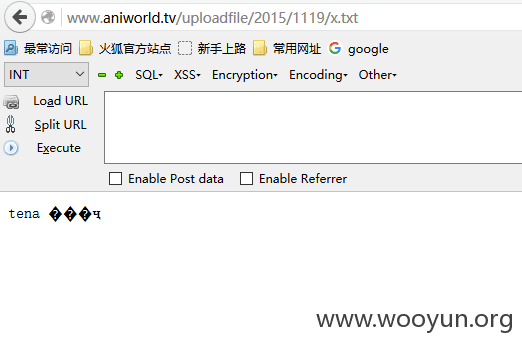 www.aniworld.tv/uploadfile/2015/1119/x.txt
最常访问 火狐官方站点 新手上路 常用网址 google
INT SQL XSS Encryption Encoding Other
Load URL
Split URL
Execute
Enable Post data Enable Referrer
tena ���ҹ
www.wooyun.org